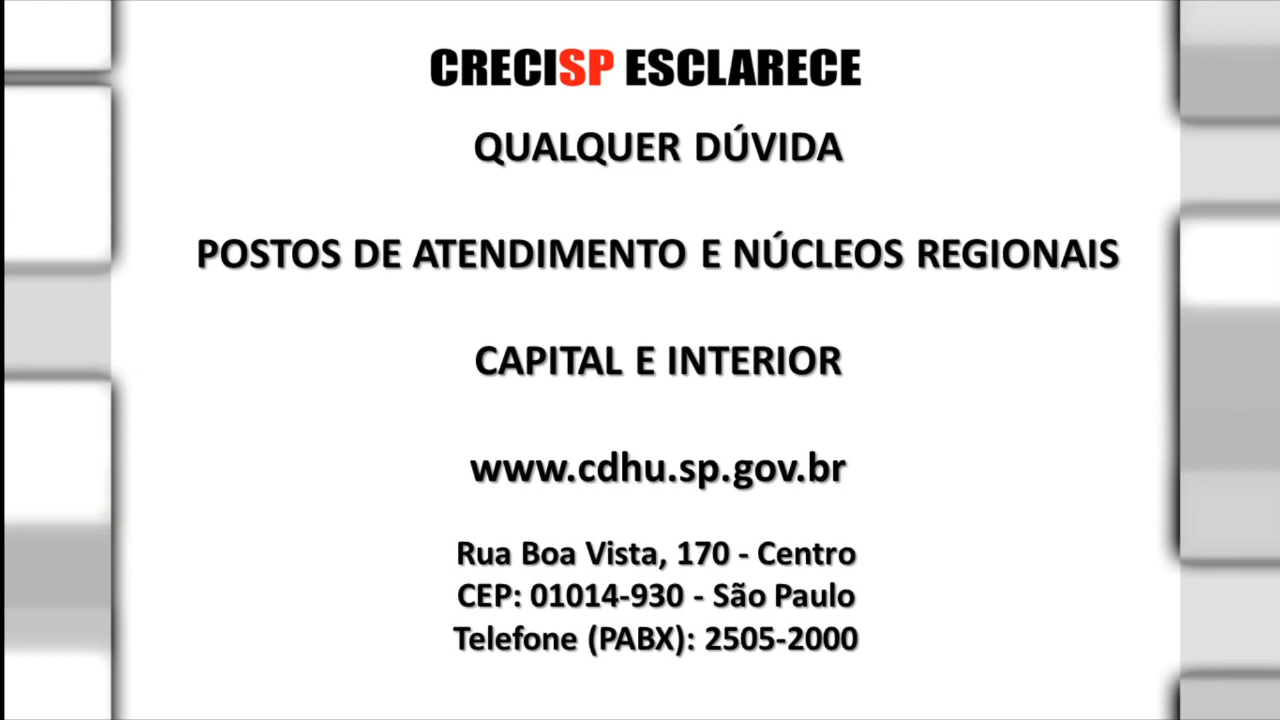 CRECISP ESCLARECE
QUALQUER DÚVIDA
POSTOS DE ATENDIMENTO E NÚCLEOS REGIONAIS
CAPITAL E INTERIOR
www.cdhu.sp.gov.br
Rua Boa Vista, 170 - Centro
CEP: 01014-930 - São Paulo
Telefone (PABX): 2505-2000